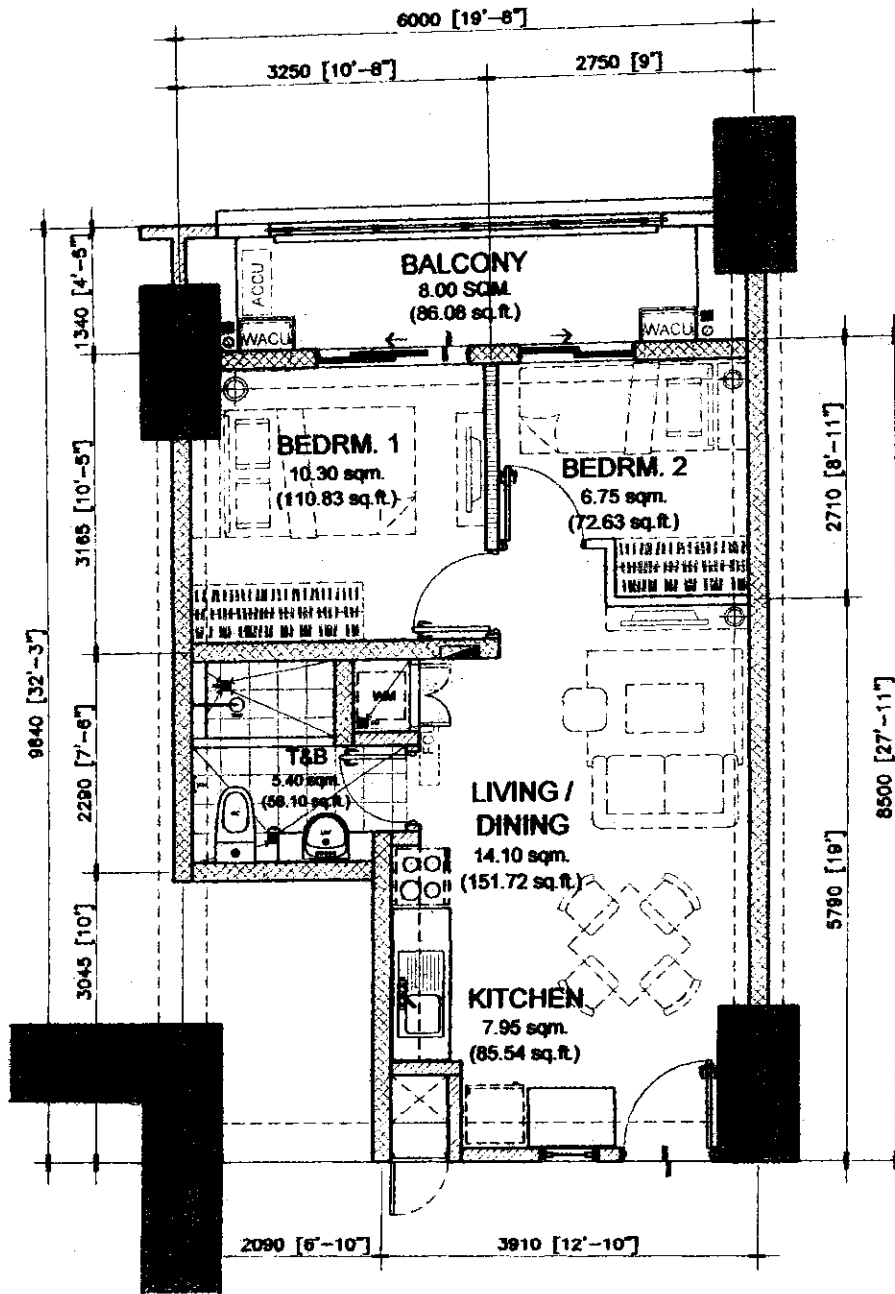 6000 [19'-8"]
3250 [10'-8"]
2750 [9']
BALCONY
8.00 SQM.
(86.08 sq.ft.)
ACCU
WACU
WACU
1340 [4'-5"]
BEDRM. 1
10.30 sqm.
(110.83 sq.ft.)
BEDRM. 2
6.75 sqm.
(72.63 sq.ft.)
3165 [10'-5"]
2710 [8'-11"]
9840 [32'-3"]
WM
2290 [7'-6"]
T&B
5.40 sqm.
(58.10 sq.ft.)
LIVING /
DINING
14.10 sqm.
(151.72 sq.ft.)
8500 [27'-11"]
5790 [19']
3045 [10']
KITCHEN
7.95 sqm.
(85.54 sq.ft.)
2090 [6'-10"]
3910 [12'-10"]